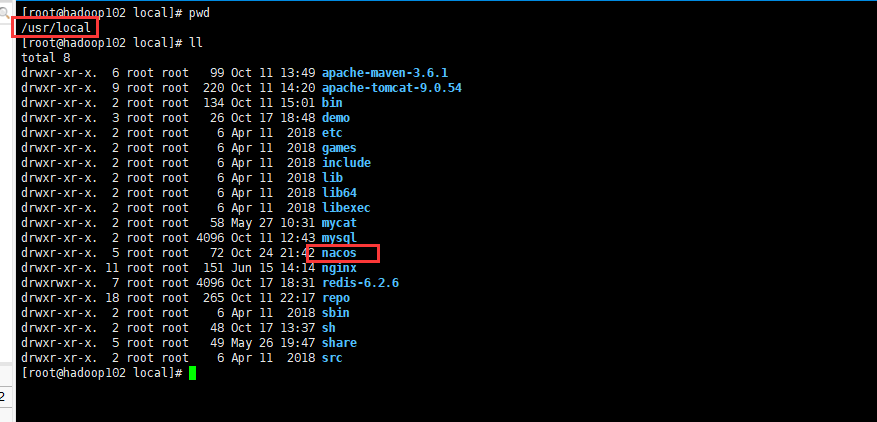 [root@hadoop102 local]# pwd
/usr/local
[root@hadoop102 local]# ll
total 8
drwxr-xr-x.  6 root root   99 Oct 11 13:49 apache-maven-3.6.1
drwxr-xr-x.  9 root root  220 Oct 11 14:20 apache-tomcat-9.0.54
drwxr-xr-x.  2 root root  134 Oct 11 15:01 bin
drwxr-xr-x.  3 root root   26 Oct 17 18:48 demo
drwxr-xr-x.  2 root root    6 Apr 11  2018 etc
drwxr-xr-x.  2 root root    6 Apr 11  2018 games
drwxr-xr-x.  2 root root    6 Apr 11  2018 include
drwxr-xr-x.  2 root root    6 Apr 11  2018 lib
drwxr-xr-x.  2 root root    6 Apr 11  2018 lib64
drwxr-xr-x.  2 root root    6 Apr 11  2018 libexec
drwxr-xr-x.  2 root root   58 May 27 10:31 mycat
drwxr-xr-x.  2 root root 4096 Oct 11 12:43 mysql
drwxr-xr-x.  5 root root   72 Oct 24 21:42 nacos
drwxr-xr-x. 11 root root  151 Jun 15 14:14 nginx
drwxrwxr-x.  7 root root 4096 Oct 17 18:31 redis-6.2.6
drwxr-xr-x. 18 root root  265 Oct 11 22:17 repo
drwxr-xr-x.  2 root root    6 Apr 11  2018 sbin
drwxr-xr-x.  2 root root   48 Oct 17 13:37 sh
drwxr-xr-x.  5 root root   49 May 26 19:47 share
drwxr-xr-x.  2 root root    6 Apr 11  2018 src
[root@hadoop102 local]#
2